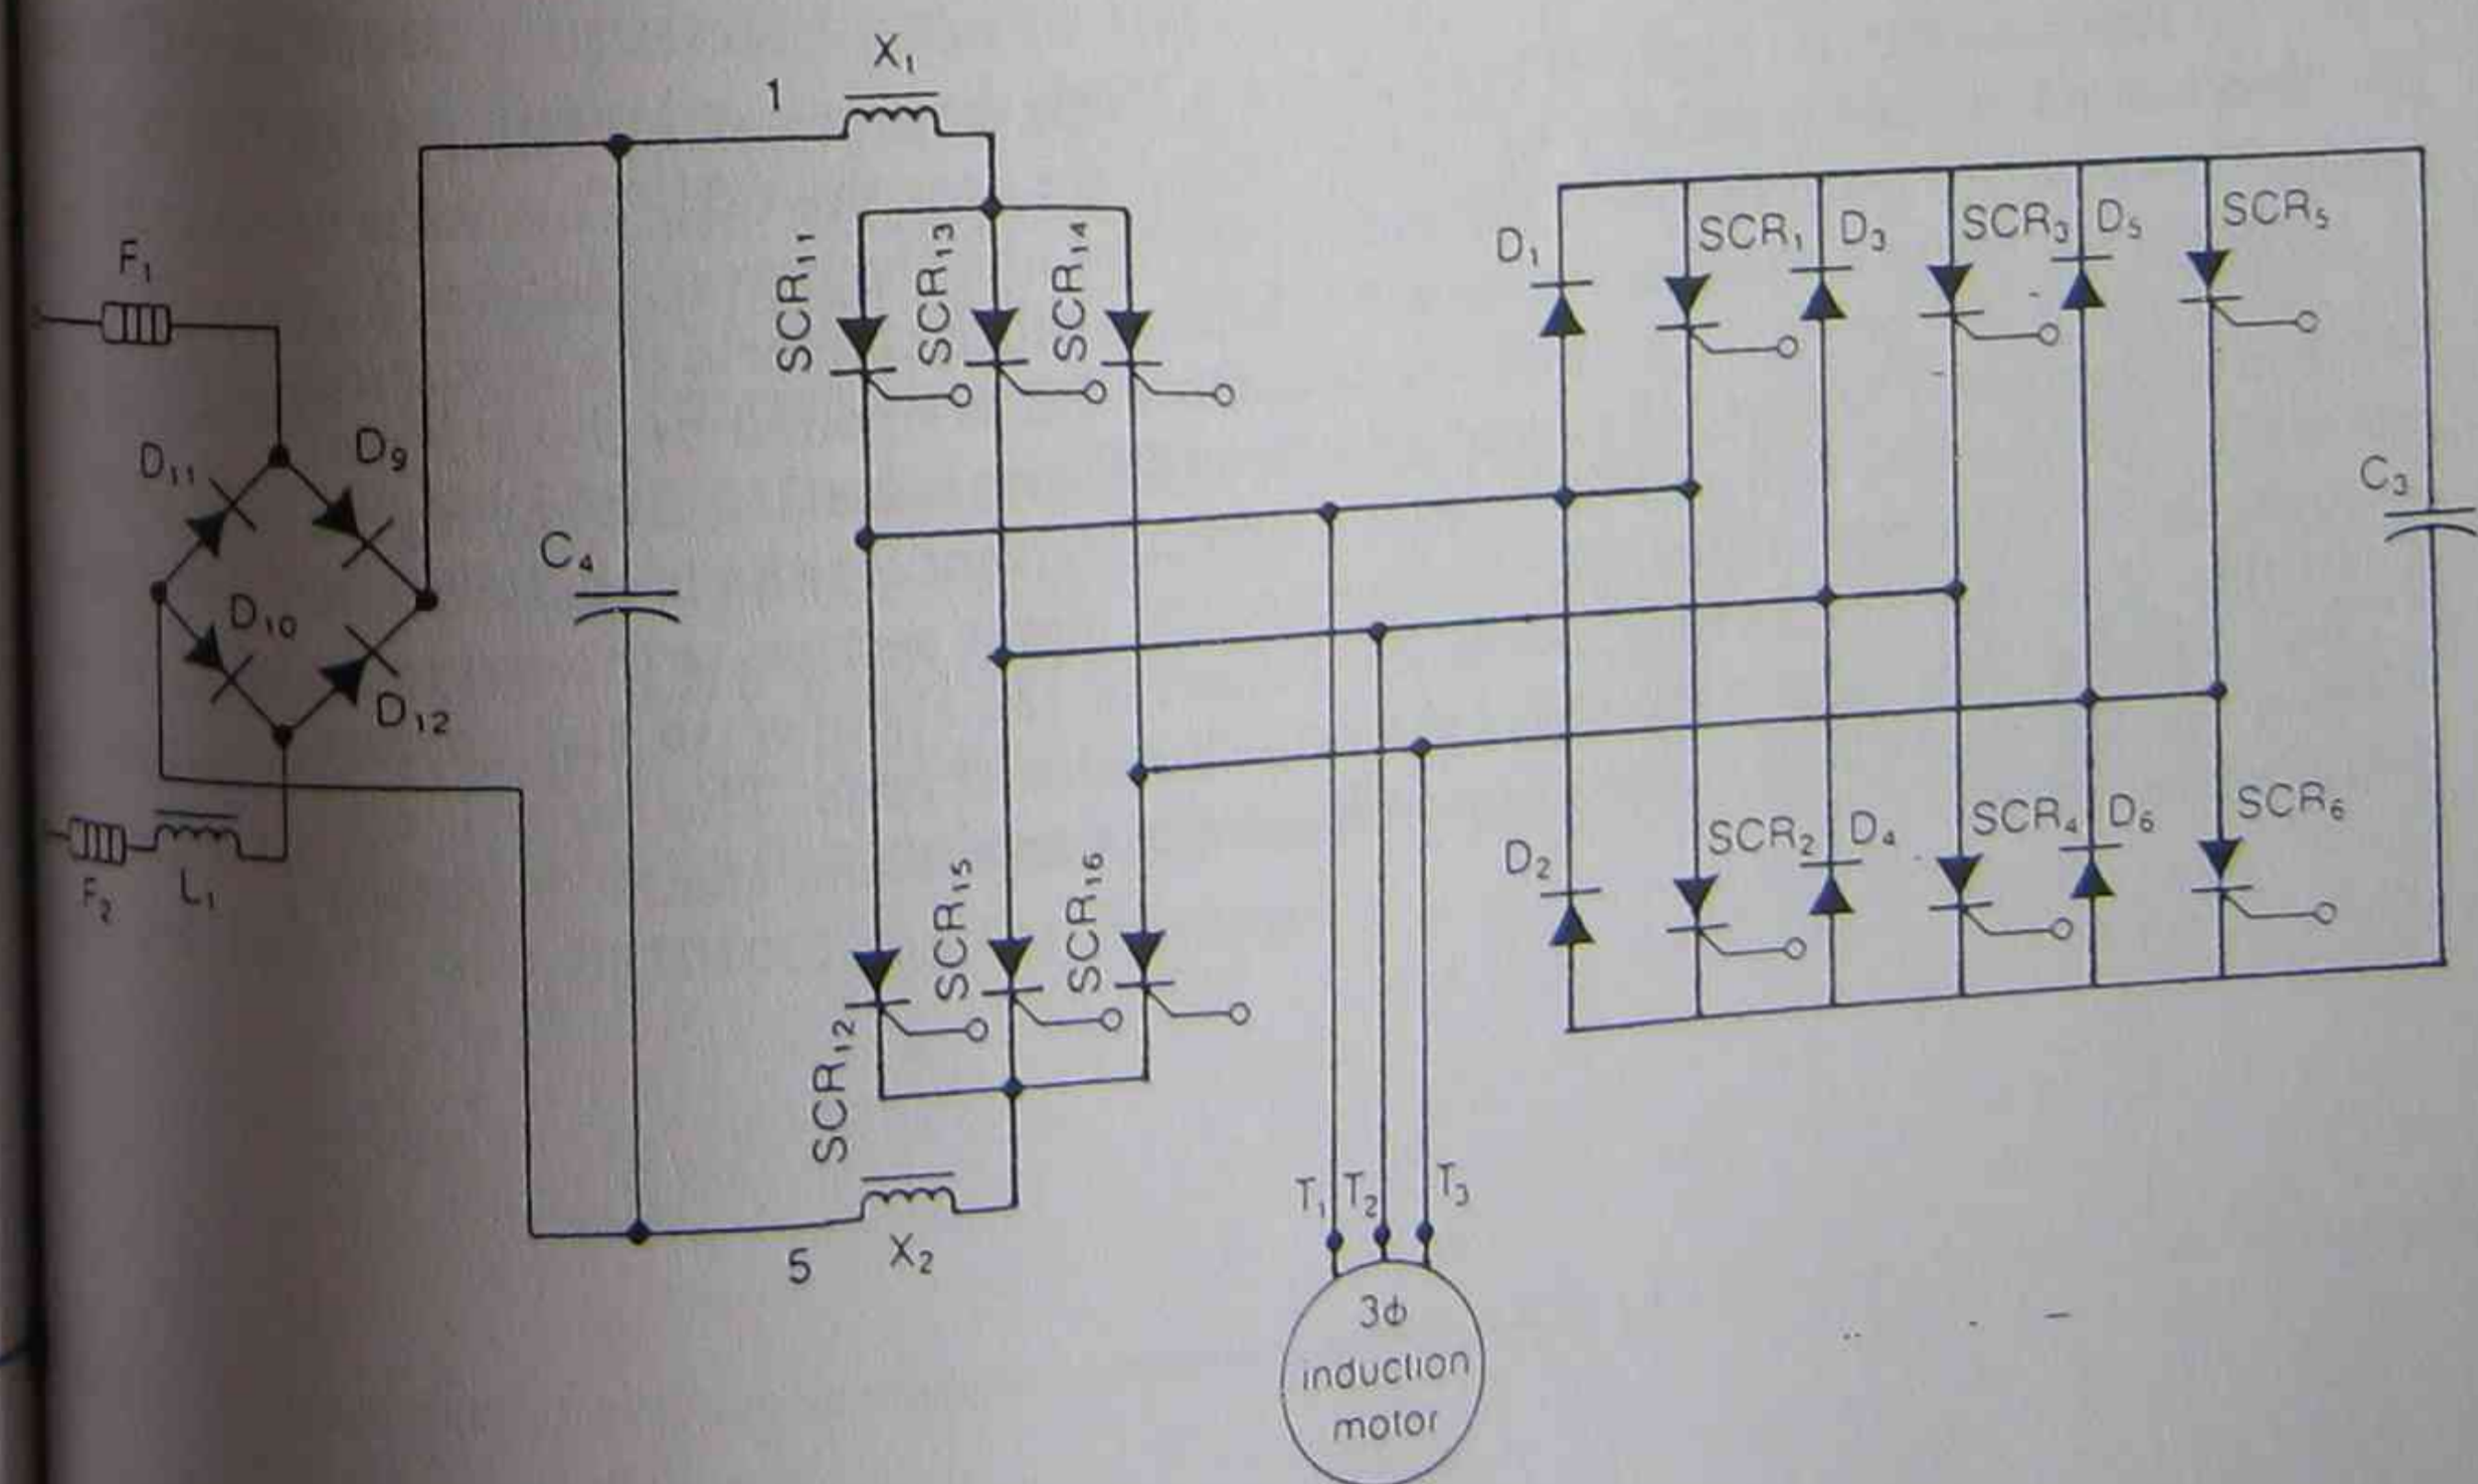 X₁
1
F₁
SCR₁₁
SCR₁₃
SCR₁₄
D₁
SCR₁
D₃
SCR₃
D₅
SCR₅
D₁₁
D₉
C₄
C₃
D₁₀
D₁₂
F₂
L₁
SCR₁₂
SCR₁₅
SCR₁₆
D₂
SCR₂
D₄
SCR₄
D₆
SCR₆
5
X₂
T₁
T₂
T₃
3ϕ
induction
motor